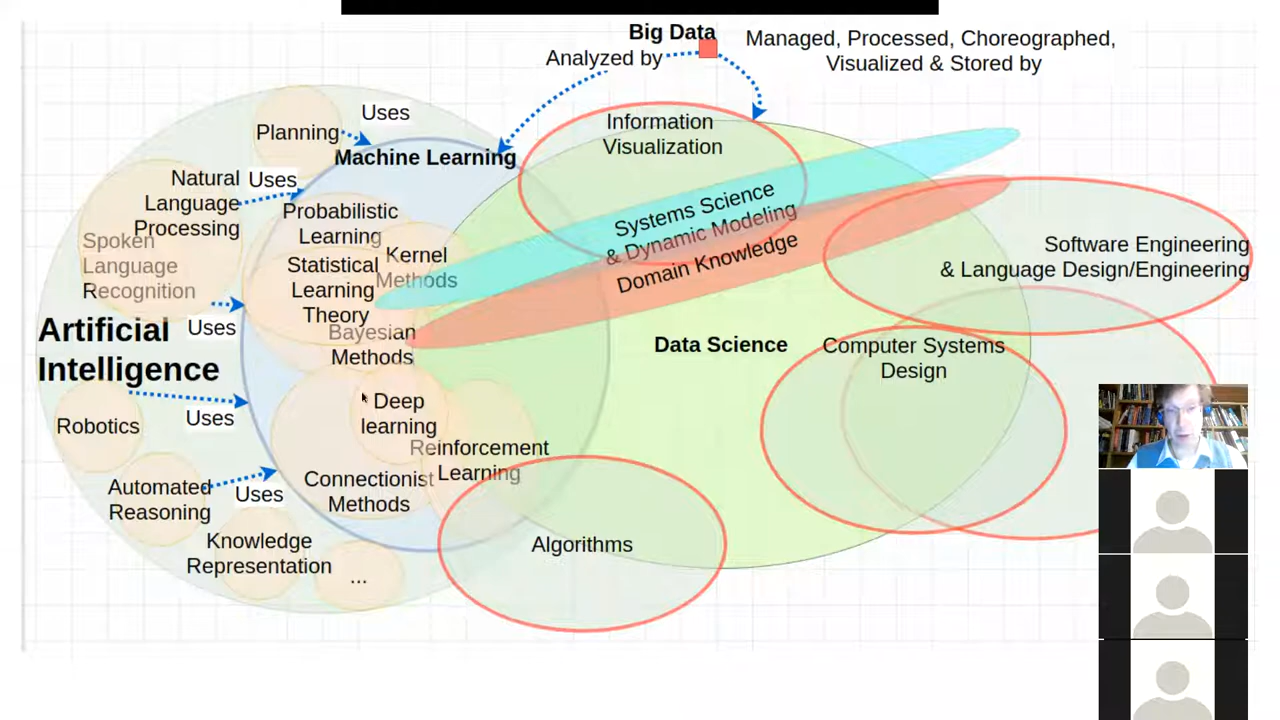 Big Data
Analyzed by
Managed, Processed, Choreographed,
Visualized & Stored by
Uses
Planning
Machine Learning
Information
Visualization
Natural
Language
Processing
Uses
Spoken
Language
Recognition
Uses
Probabilistic
Learning
Kernel
Methods
Statistical
Learning
Theory
Bayesian
Methods
Systems Science
& Dynamic Modeling
Domain Knowledge
Software Engineering
& Language Design/Engineering
Artificial
Intelligence
Data Science
Computer Systems
Design
Uses
Robotics
Deep
learning
Reinforcement
Learning
Connectionist
Methods
Automated
Reasoning
Uses
Algorithms
Knowledge
Representation
...